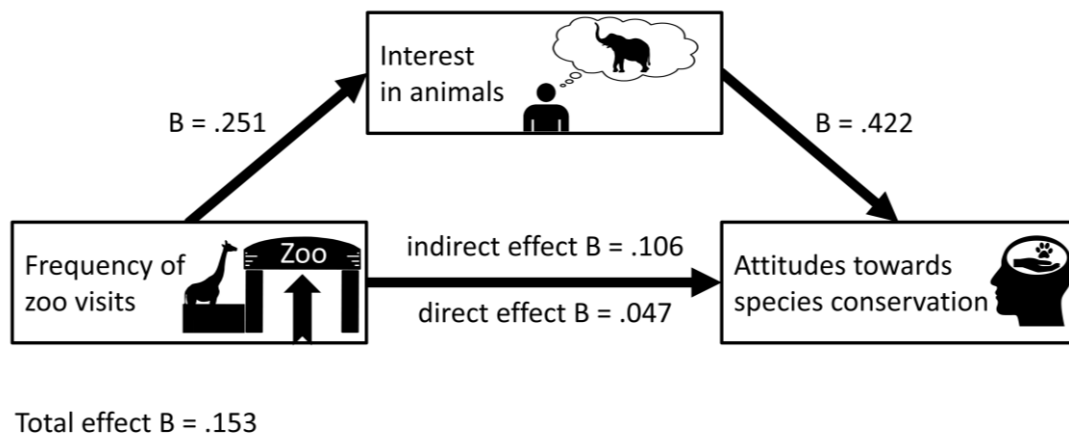 Interest
in animals
B = .251
B = .422
Frequency of
zoo visits
Zoo
indirect effect B = .106
direct effect B = .047
Attitudes towards
species conservation
Total effect B = .153